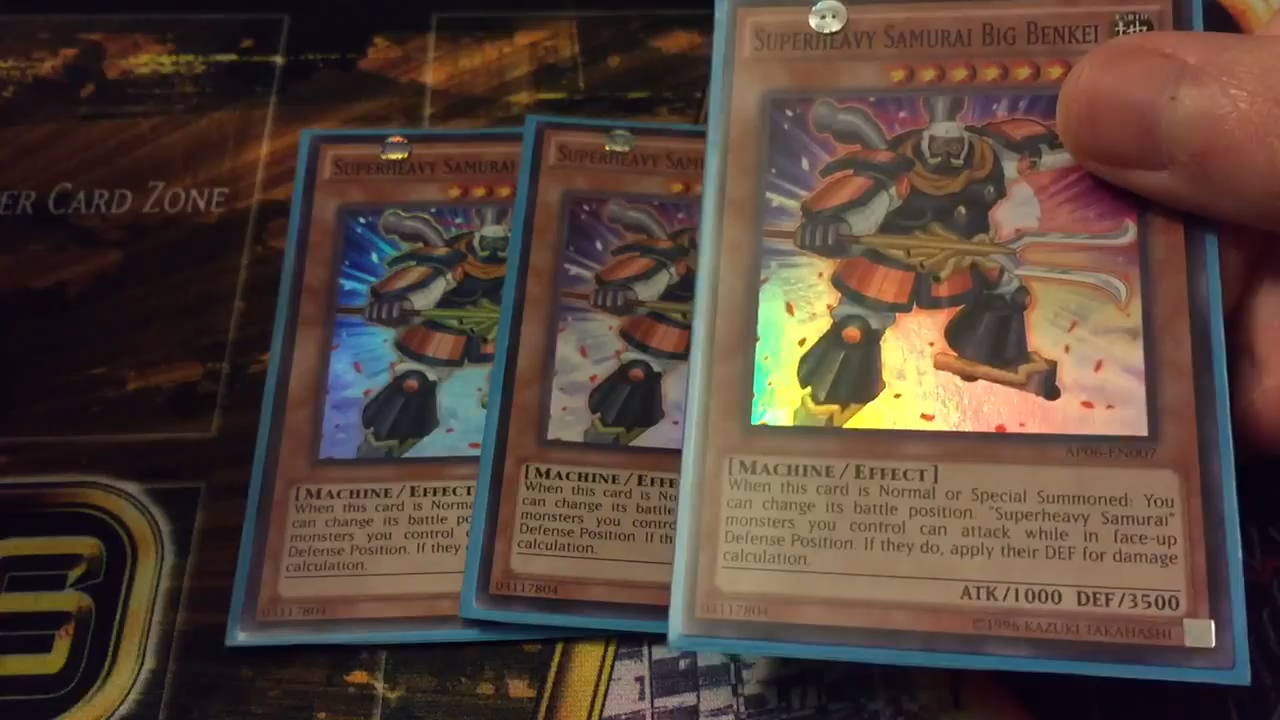 ER CARD ZONE
SUPERHEAVY SAMURAI
[MACHINE/EFFECT
When this card is Norma
can change its battle po
monsters you control
Defense Position. If they
calculation.
03117804
SUPERHEAVY SAM
[MACHINE/EFF
When this card is No
can change its battle
monsters you contr
Defense Position. If th
calculation.
03117804
SUPERHEAVY SAMURAI BIG BENKEI
EARTH
地
AP06-EN007
[MACHINE/EFFECT]
When this card is Normal or Special Summoned: You
can change its battle position. "Superheavy Samurai"
monsters you control can attack while in face-up
Defense Position. If they do, apply their DEF for damage
calculation.
ATK/1000 DEF/3500
03117804
©1996 KAZUKI TAKAHASHI